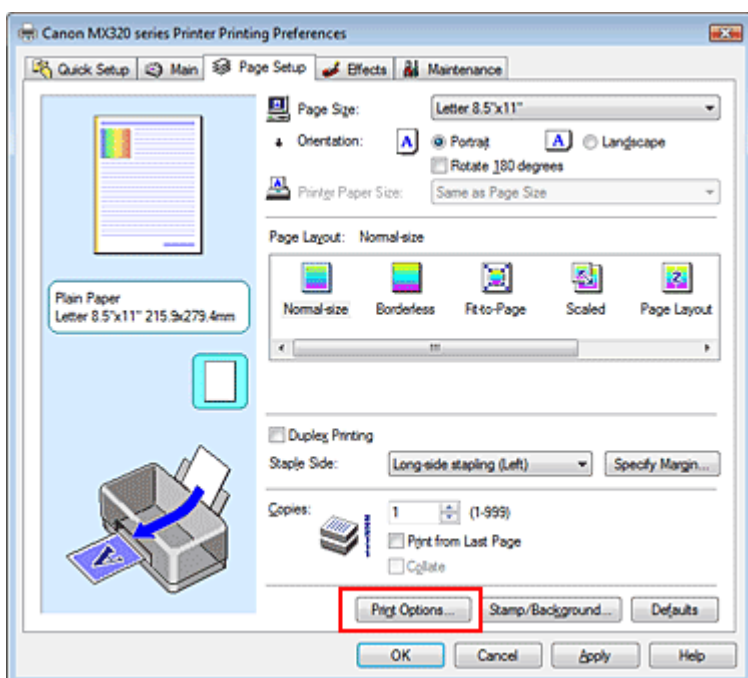 Canon MX320 series Printer Printing Preferences
Quick Setup Main Page Setup Effects Maintenance
Page Size: Letter 8.5"x11"
Orientation: A Portrait A Landscape
Rotate 180 degrees
Printer Paper Size: Same as Page Size
Page Layout: Normal-size
Normal-size Borderless Fit-to-Page Scaled Page Layout
Plain Paper
Letter 8.5"x11" 215.9x279.4mm
Duplex Printing
Staple Side: Long-side stapling (Left) Specify Margin...
Copies: 1 (1-999)
Print from Last Page
Collate
Print Options... Stamp/Background... Defaults
OK Cancel Apply Help